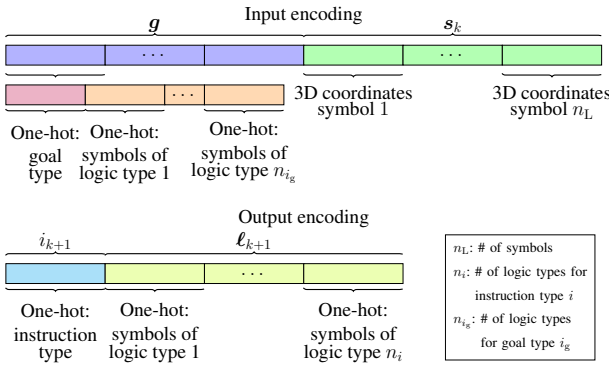 Input encoding
g
s_k
...
...
...
3D coordinates
symbol 1
3D coordinates
symbol n_L
One-hot:
goal
type
One-hot:
symbols of
logic type 1
One-hot:
symbols of
logic type n_{i_g}
Output encoding
i_{k+1}
ℓ_{k+1}
...
One-hot:
instruction
type
One-hot:
symbols of
logic type 1
One-hot:
symbols of
logic type n_i
n_L: # of symbols
n_i: # of logic types for
instruction type i
n_{i_g}: # of logic types
for goal type i_g